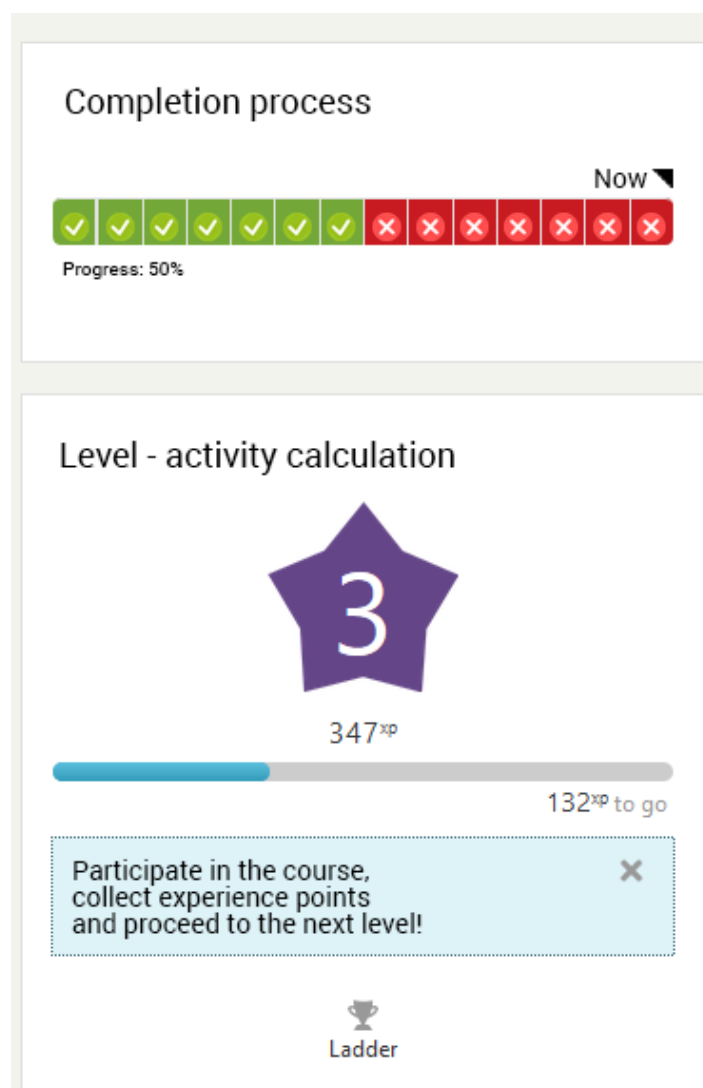 Completion process
Now
Progress: 50%
Level - activity calculation
3
347xp
132xp to go
Participate in the course,
collect experience points
and proceed to the next level!
Ladder